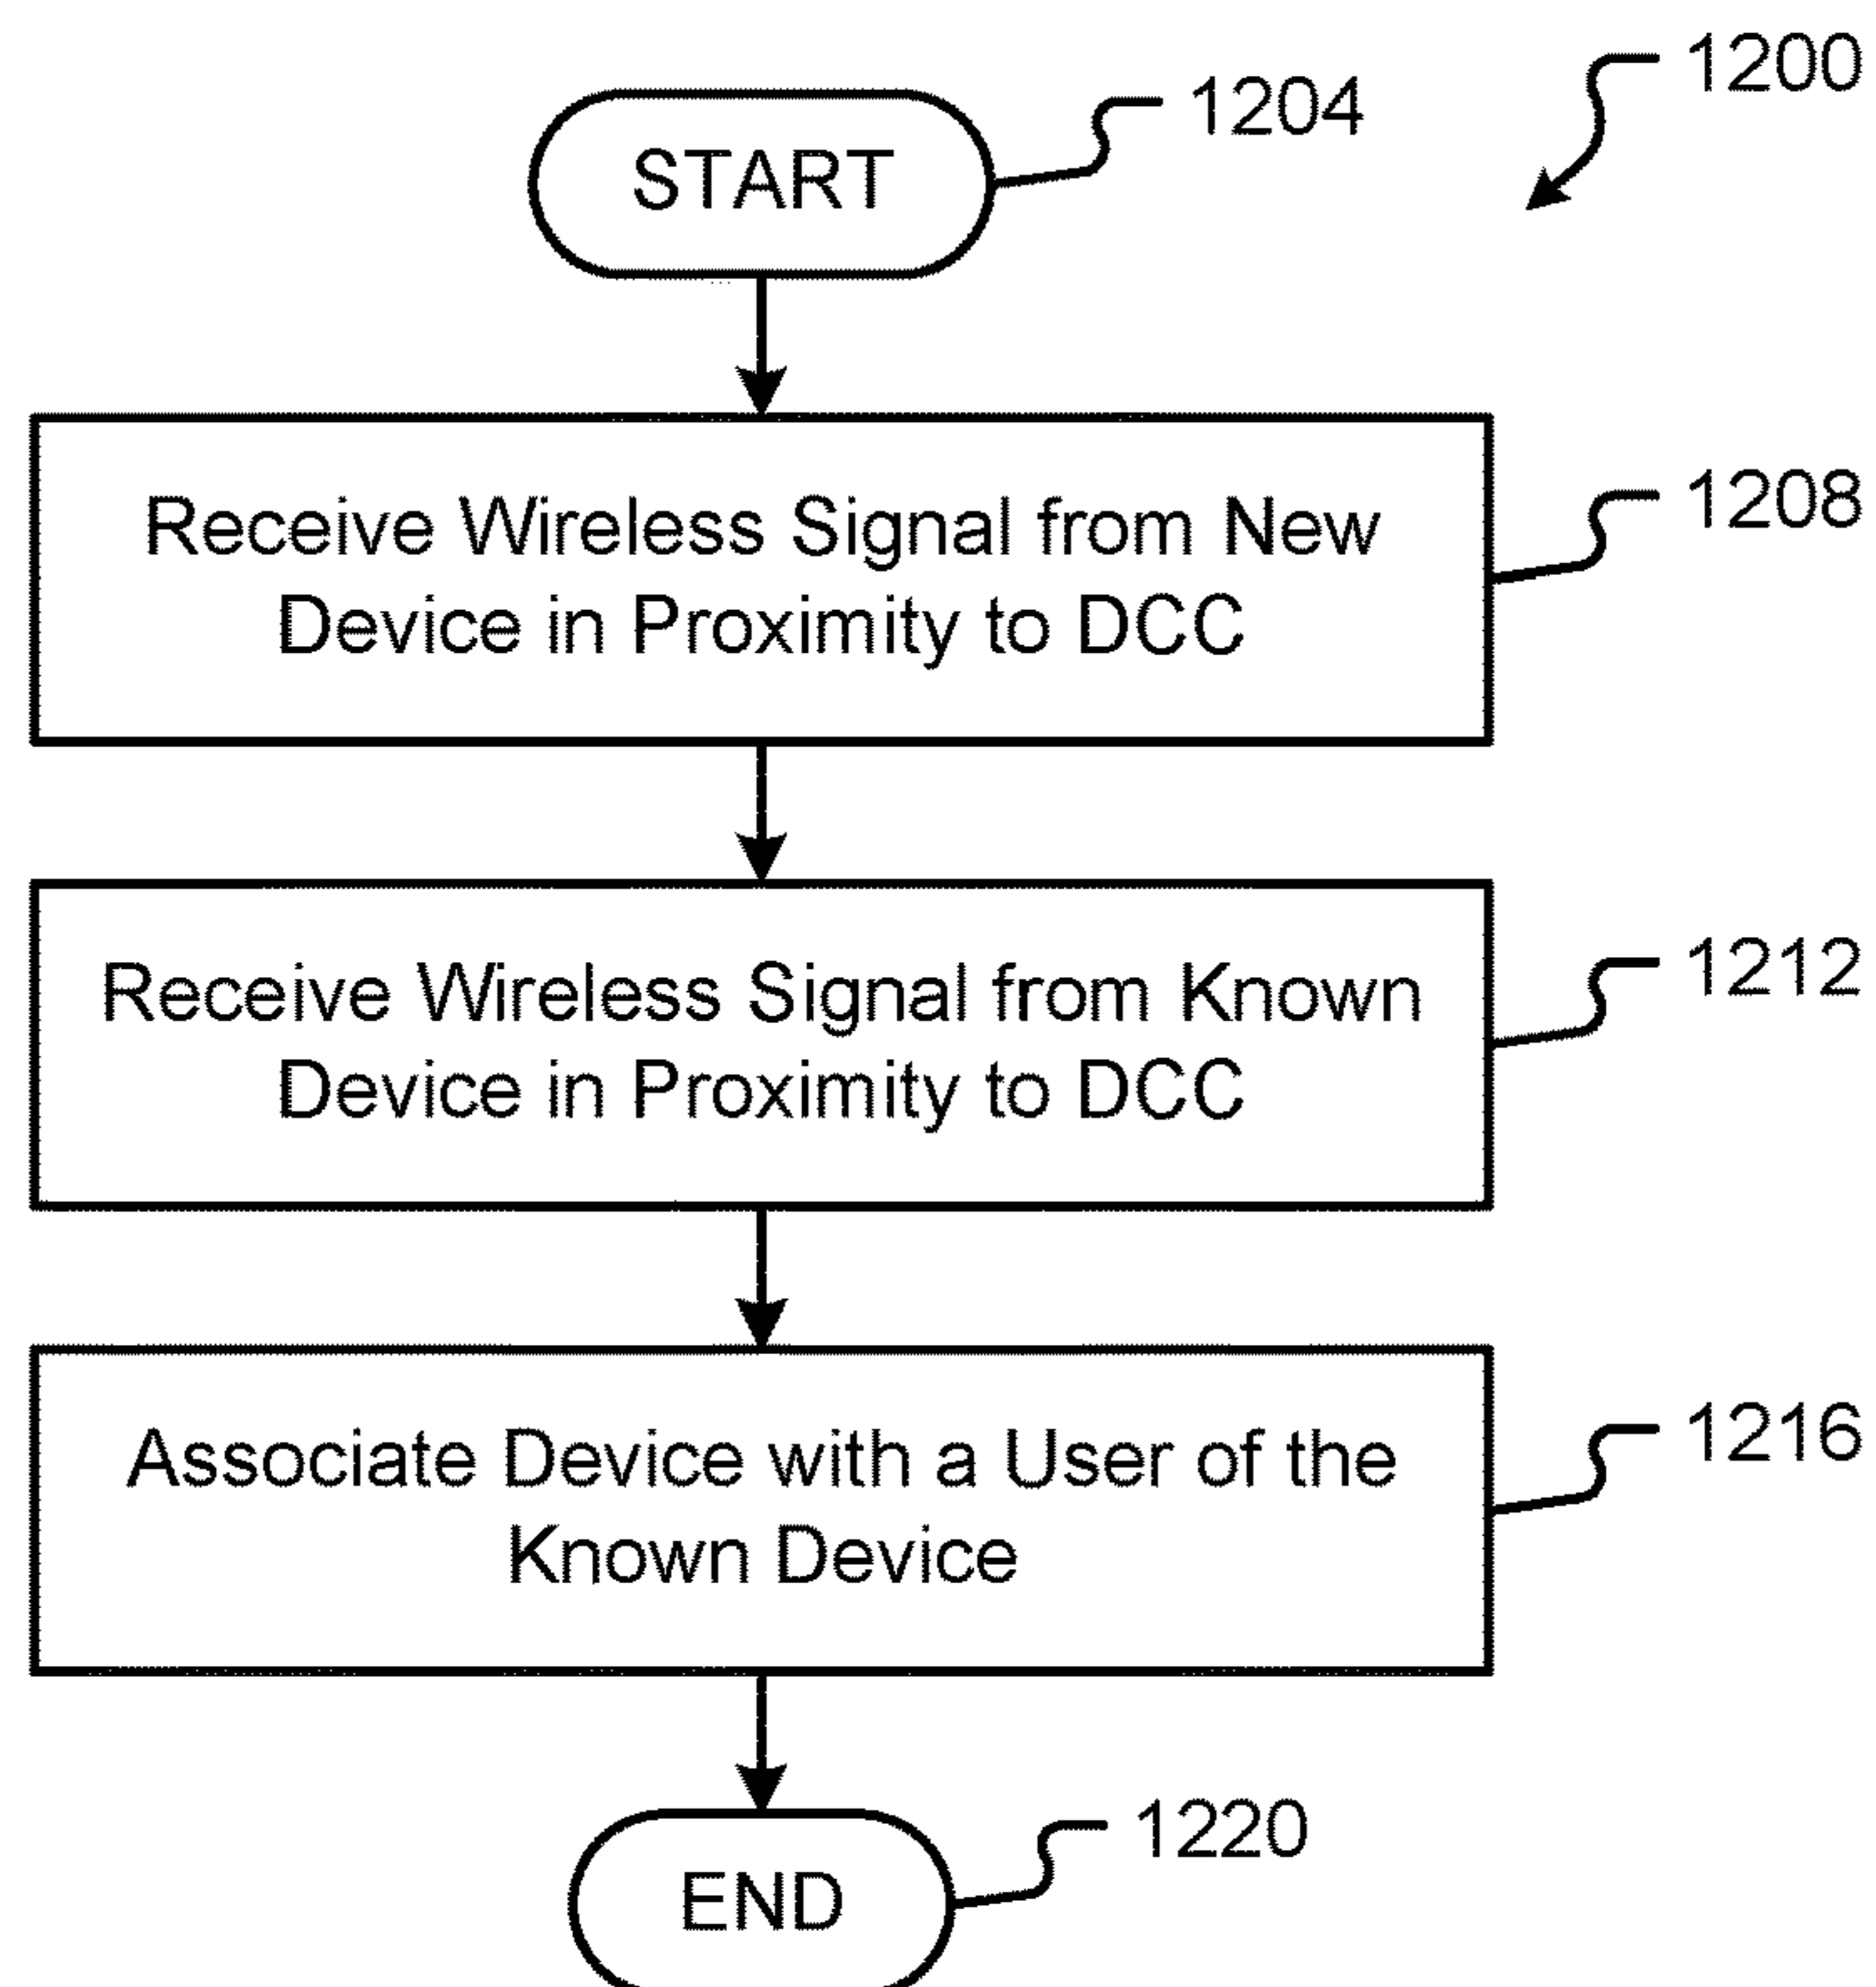 1200
1204
START
Receive Wireless Signal from New
Device in Proximity to DCC
1208
Receive Wireless Signal from Known
Device in Proximity to DCC
1212
Associate Device with a User of the
Known Device
1216
1220
END